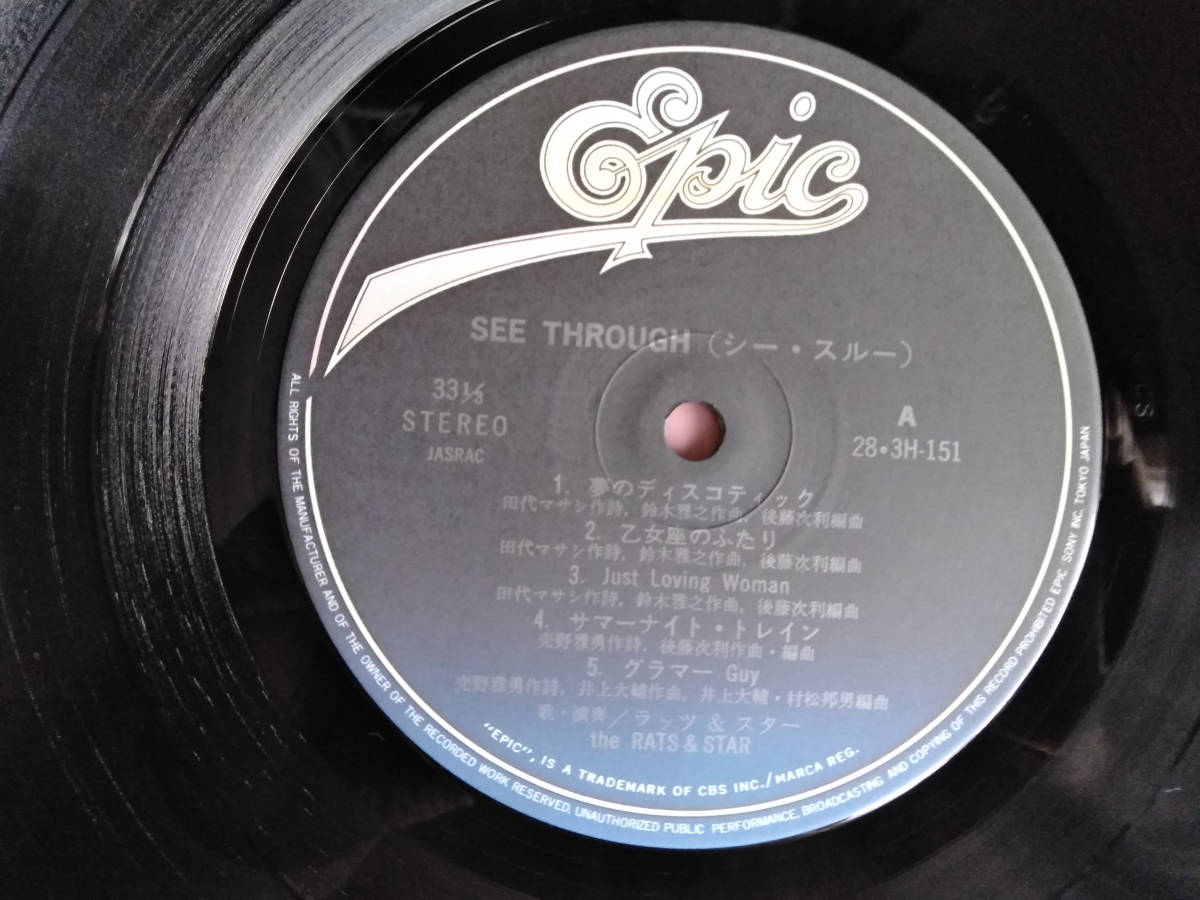 Epic
SEE THROUGH (シー・スルー)
33 1/3
STEREO
JASRAC
A
28・3H-151
1. 夢のディスコティック
田代マサシ作詩, 鈴木雅之作曲, 後藤次利編曲
2. 乙女座のふたり
田代マサシ作詩, 鈴木雅之作曲, 後藤次利編曲
3. Just Loving Woman
田代マサシ作詩, 鈴木雅之作曲, 後藤次利編曲
4. サマーナイト・トレイン
売野雅勇作詩, 後藤次利作曲・編曲
5. グラマー Guy
売野雅勇作詩, 井上大輔作曲, 井上大輔・村松邦男編曲
歌・演奏/ラッツ & スター
the RATS & STAR
"EPIC", IS A TRADEMARK OF CBS INC./MARCA REG.
ALL RIGHTS OF THE MANUFACTURER AND OF THE OWNER OF THE RECORDED WORK RESERVED, UNAUTHORIZED PUBLIC PERFORMANCE, BROADCASTING AND COPYING OF THIS RECORD PROHIBITED EPIC SONY INC. TOKYO JAPAN